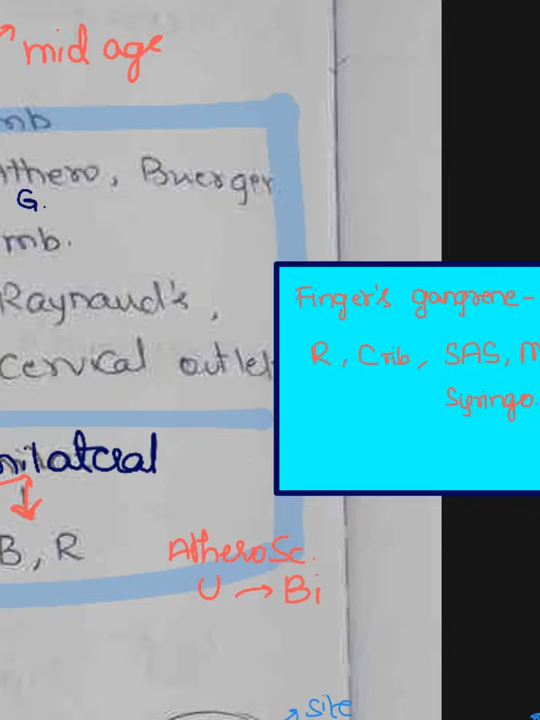 mid age
mb
Athero, Buerger
G.
mb.
Raynaud's,
cervical outlet
nilateral
B, R
AtheroSc.
U → Bi
Finger's gangrene-
R, Crib, SAS, M
Syringo.
site